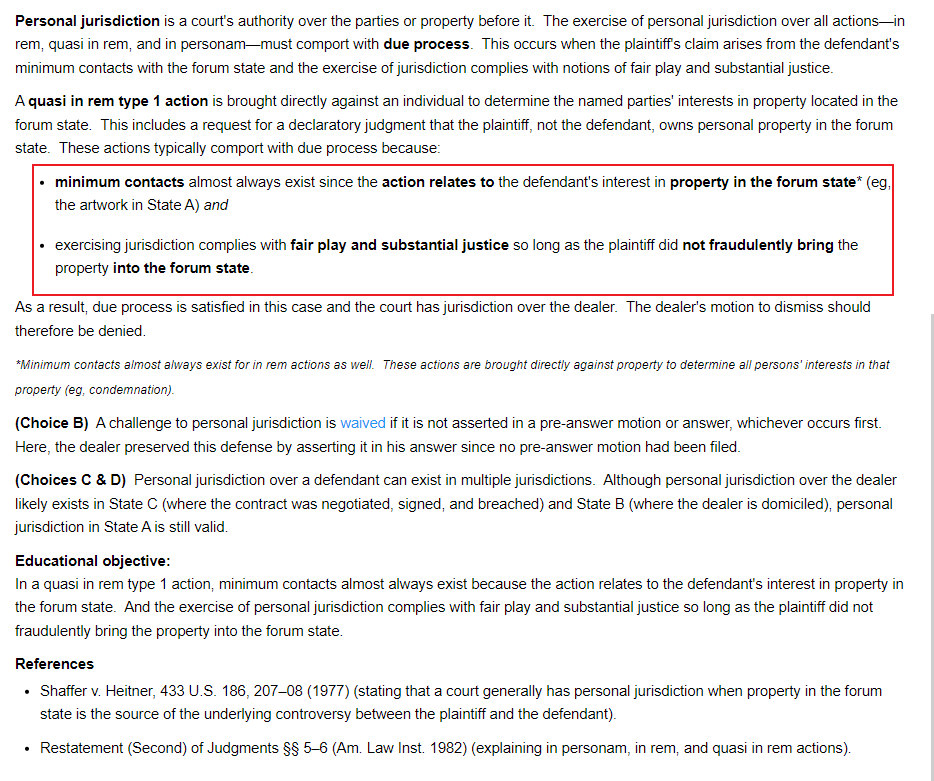 Personal jurisdiction is a court's authority over the parties or property before it. The exercise of personal jurisdiction over all actions—in
rem, quasi in rem, and in personam—must comport with due process. This occurs when the plaintiff's claim arises from the defendant's
minimum contacts with the forum state and the exercise of jurisdiction complies with notions of fair play and substantial justice.
A quasi in rem type 1 action is brought directly against an individual to determine the named parties' interests in property located in the
forum state. This includes a request for a declaratory judgment that the plaintiff, not the defendant, owns personal property in the forum
state. These actions typically comport with due process because:
• minimum contacts almost always exist since the action relates to the defendant's interest in property in the forum state* (eg,
the artwork in State A) and
• exercising jurisdiction complies with fair play and substantial justice so long as the plaintiff did not fraudulently bring the
property into the forum state.
As a result, due process is satisfied in this case and the court has jurisdiction over the dealer. The dealer's motion to dismiss should
therefore be denied.
*Minimum contacts almost always exist for in rem actions as well. These actions are brought directly against property to determine all persons' interests in that
property (eg, condemnation).
(Choice B) A challenge to personal jurisdiction is waived if it is not asserted in a pre-answer motion or answer, whichever occurs first.
Here, the dealer preserved this defense by asserting it in his answer since no pre-answer motion had been filed.
(Choices C & D) Personal jurisdiction over a defendant can exist in multiple jurisdictions. Although personal jurisdiction over the dealer
likely exists in State C (where the contract was negotiated, signed, and breached) and State B (where the dealer is domiciled), personal
jurisdiction in State A is still valid.
Educational objective:
In a quasi in rem type 1 action, minimum contacts almost always exist because the action relates to the defendant's interest in property in
the forum state. And the exercise of personal jurisdiction complies with fair play and substantial justice so long as the plaintiff did not
fraudulently bring the property into the forum state.
References
• Shaffer v. Heitner, 433 U.S. 186, 207–08 (1977) (stating that a court generally has personal jurisdiction when property in the forum
state is the source of the underlying controversy between the plaintiff and the defendant).
• Restatement (Second) of Judgments §§ 5–6 (Am. Law Inst. 1982) (explaining in personam, in rem, and quasi in rem actions).